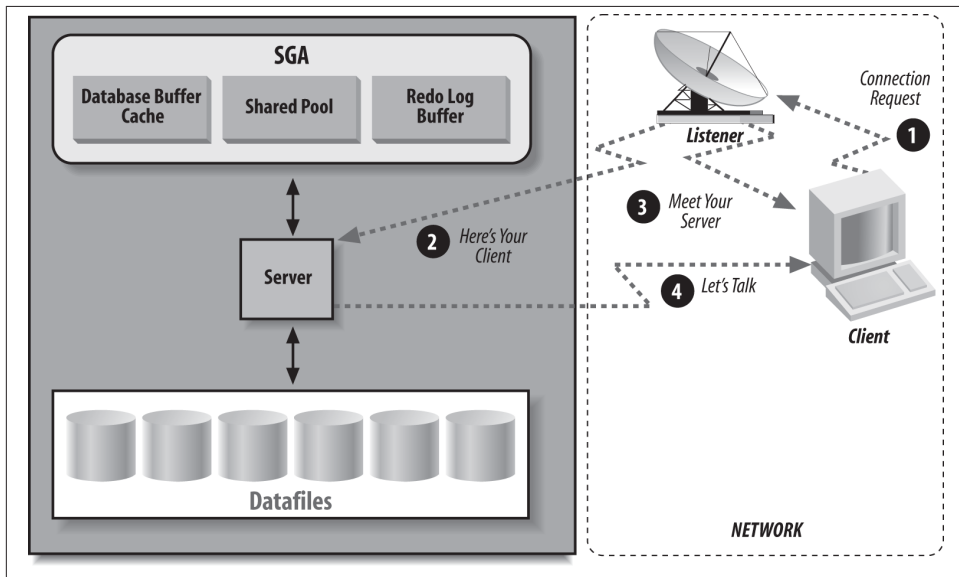 SGA
Database Buffer
Cache
Shared Pool
Redo Log
Buffer
Listener
Connection
Request
1
3 Meet Your
Server
2 Here's Your
Client
Server
4 Let's Talk
Client
Datafiles
NETWORK